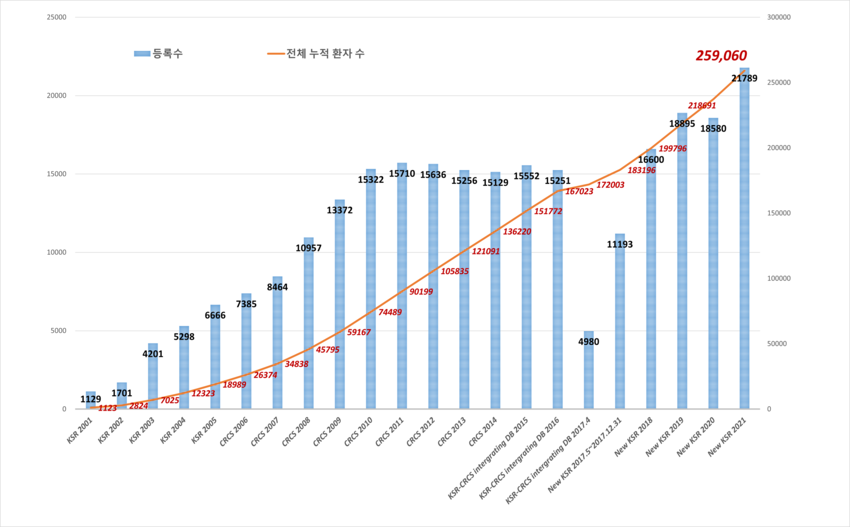 25000
20000
15000
10000
5000
0
300000
250000
200000
150000
100000
50000
0
등록수
전체 누적 환자 수
259,060
1129
1701
4201
5298
6666
7385
8464
10957
13372
15322
15710
15636
15256
15129
15552
15251
4980
11193
16600
18895
18580
21789
1123
2824
7025
12323
18989
26374
34838
45795
59167
74489
90199
105835
121091
136220
151772
167023
172003
183196
199796
218691
KSR 2001
KSR 2002
KSR 2003
KSR 2004
KSR 2005
CRCS 2006
CRCS 2007
CRCS 2008
CRCS 2009
CRCS 2010
CRCS 2011
CRCS 2012
CRCS 2013
CRCS 2014
KSR-CRCS intergrating DB 2015
KSR-CRCS intergrating DB 2016
KSR-CRCS intergrating DB 2017.4
New KSR 2017.5~2017.12.31
New KSR 2018
New KSR 2019
New KSR 2020
New KSR 2021